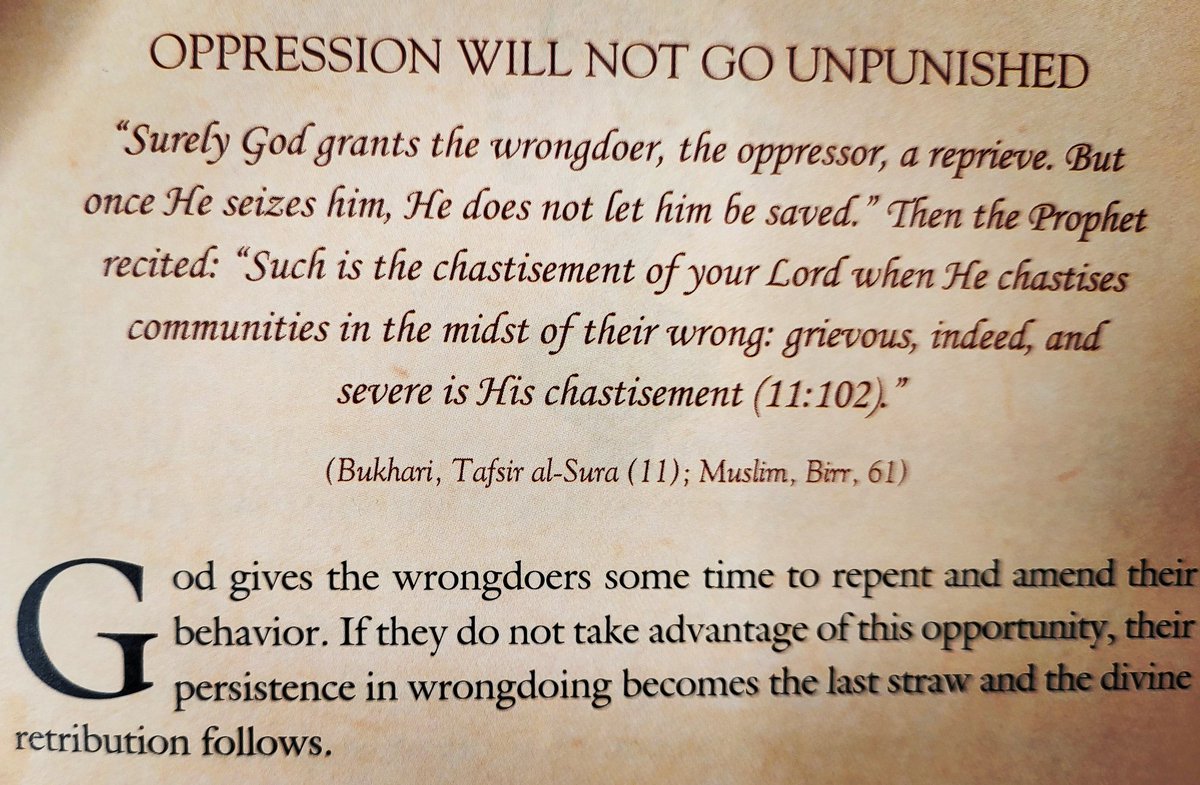 OPPRESSION WILL NOT GO UNPUNISHED
“Surely God grants the wrongdoer, the oppressor, a reprieve. But
once He seizes him, He does not let him be saved.” Then the Prophet
recited: “Such is the chastisement of your Lord when He chastises
communities in the midst of their wrong: grievous, indeed, and
severe is His chastisement (11:102).”
(Bukhari, Tafsir al-Sura (11); Muslim, Birr, 61)
God gives the wrongdoers some time to repent and amend their
behavior. If they do not take advantage of this opportunity, their
persistence in wrongdoing becomes the last straw and the divine
retribution follows.